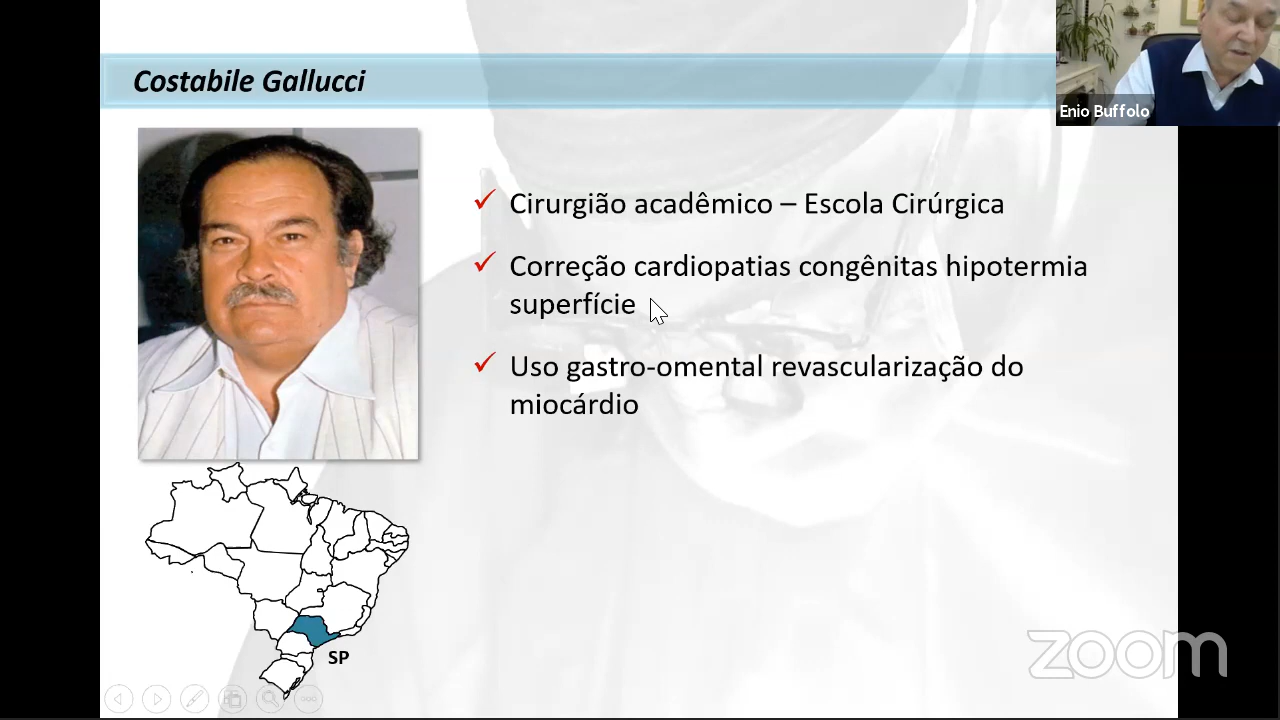 Costabile Gallucci
Enio Buffolo
Cirurgião acadêmico – Escola Cirúrgica
Correção cardiopatias congênitas hipotermia
superfície
Uso gastro-omental revascularização do
miocárdio
SP
zoom